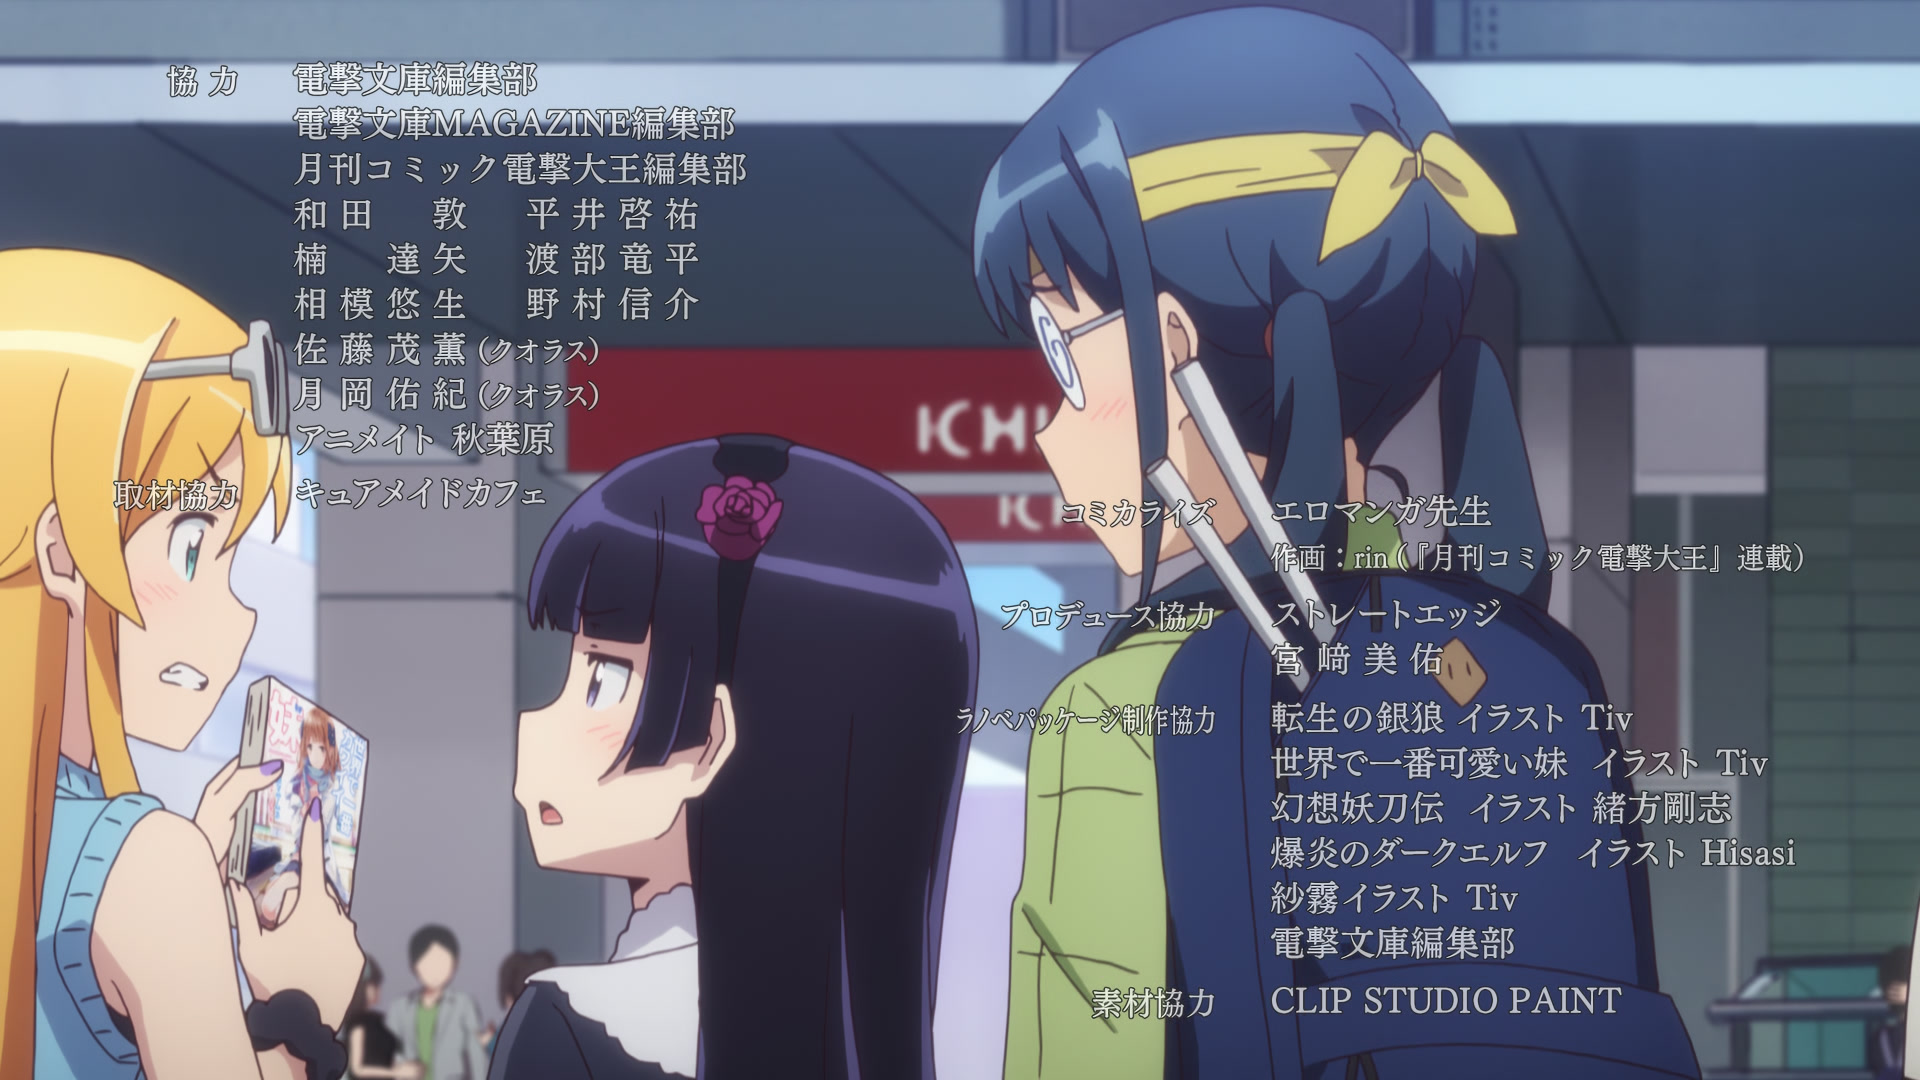 協力 電撃文庫編集部
電撃文庫MAGAZINE編集部
月刊コミック電撃大王編集部
和田 敦 平井啓祐
楠 達矢 渡部竜平
相模悠生 野村信介
佐藤茂薫(クオラス)
月岡佑紀(クオラス)
アニメイト 秋葉原
取材協力 キュアメイドカフェ
コミカライズ エロマンガ先生
作画：rin(『月刊コミック電撃大王』連載)
プロデュース協力 ストレートエッジ
宮﨑美佑
ラノベパッケージ制作協力 転生の銀狼 イラスト Tiv
世界で一番可愛い妹 イラスト Tiv
幻想妖刀伝 イラスト 緒方剛志
爆炎のダークエルフ イラスト Hisasi
紗霧イラスト Tiv
電撃文庫編集部
素材協力 CLIP STUDIO PAINT
ICHI
妹